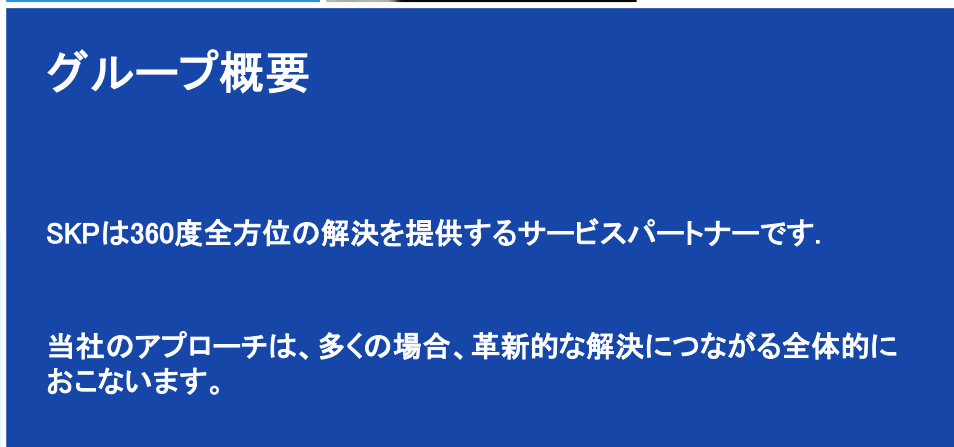 グループ概要
SKPは360度全方位の解決を提供するサービスパートナーです.
当社のアプローチは、多くの場合、革新的な解決につながる全体的に
おこないます。